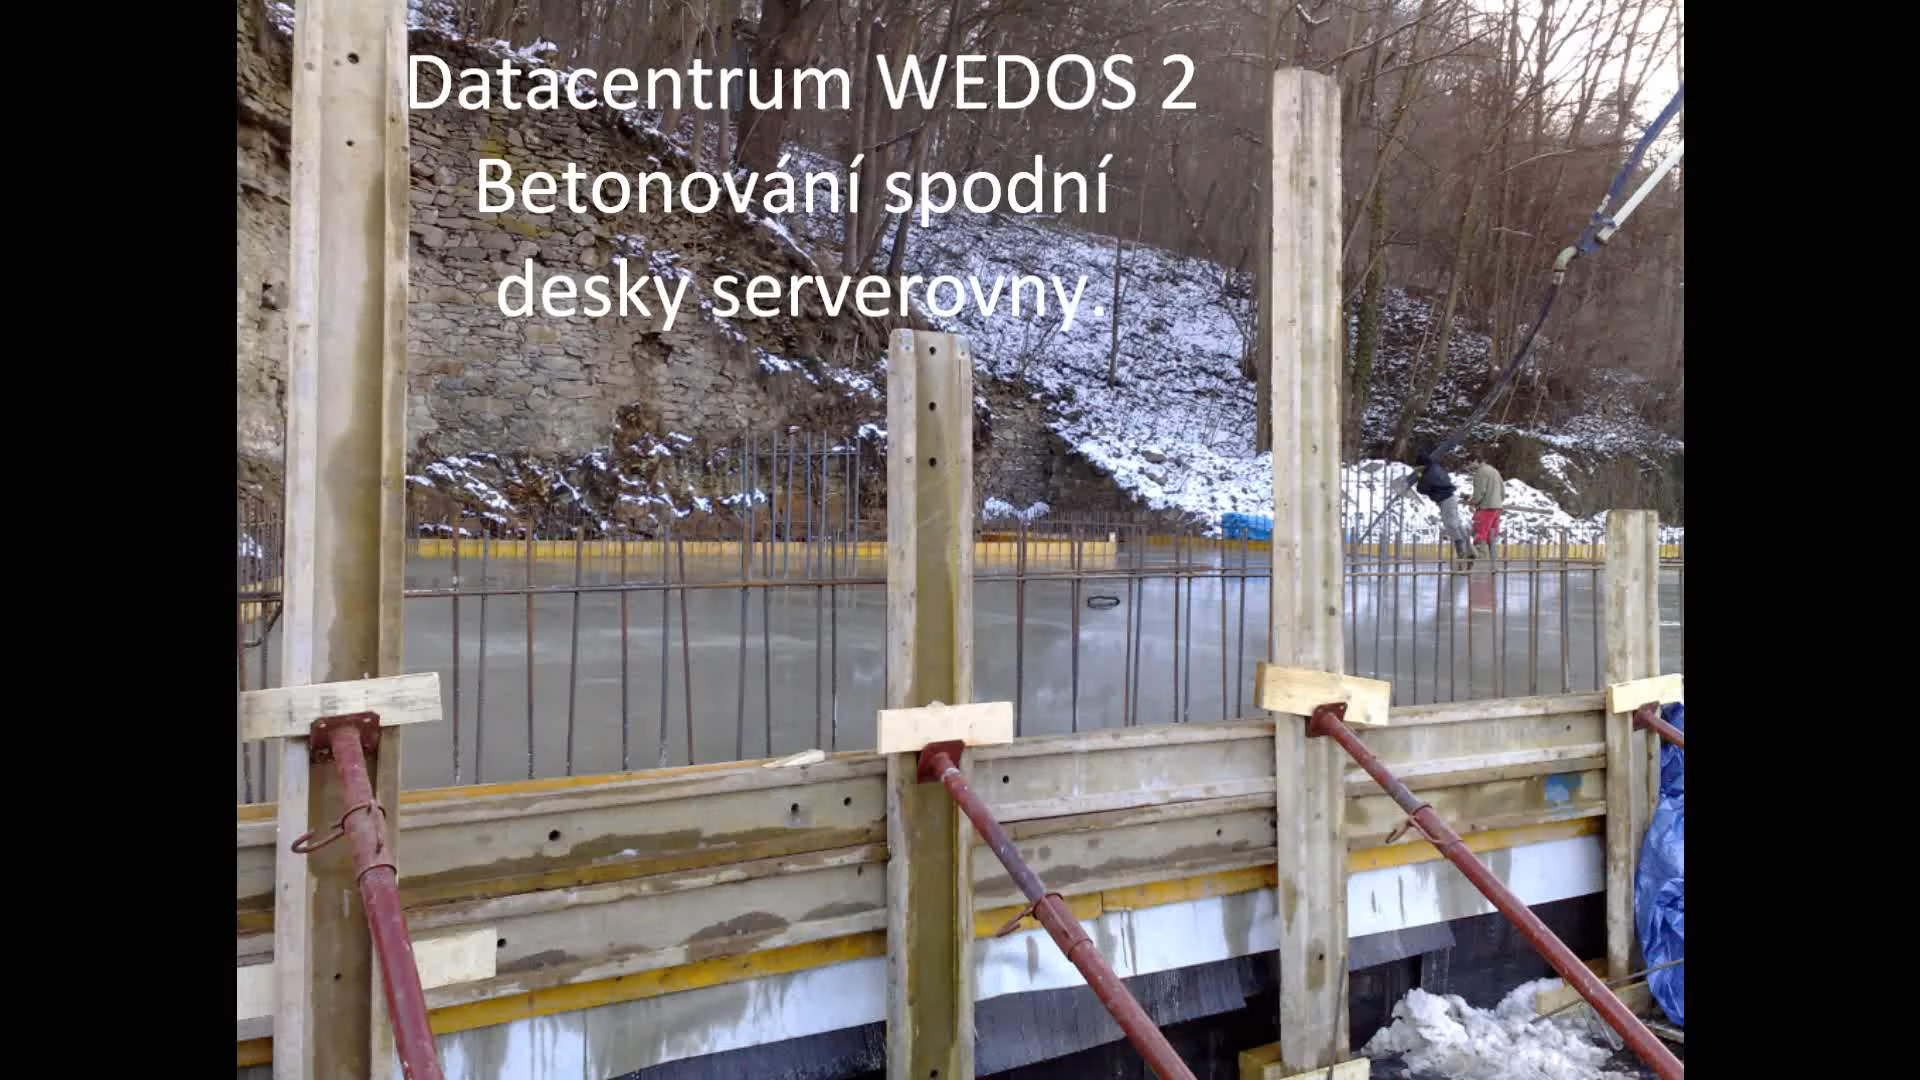 Datacentrum WEDOS 2
Betonování spodní
desky serverovny.